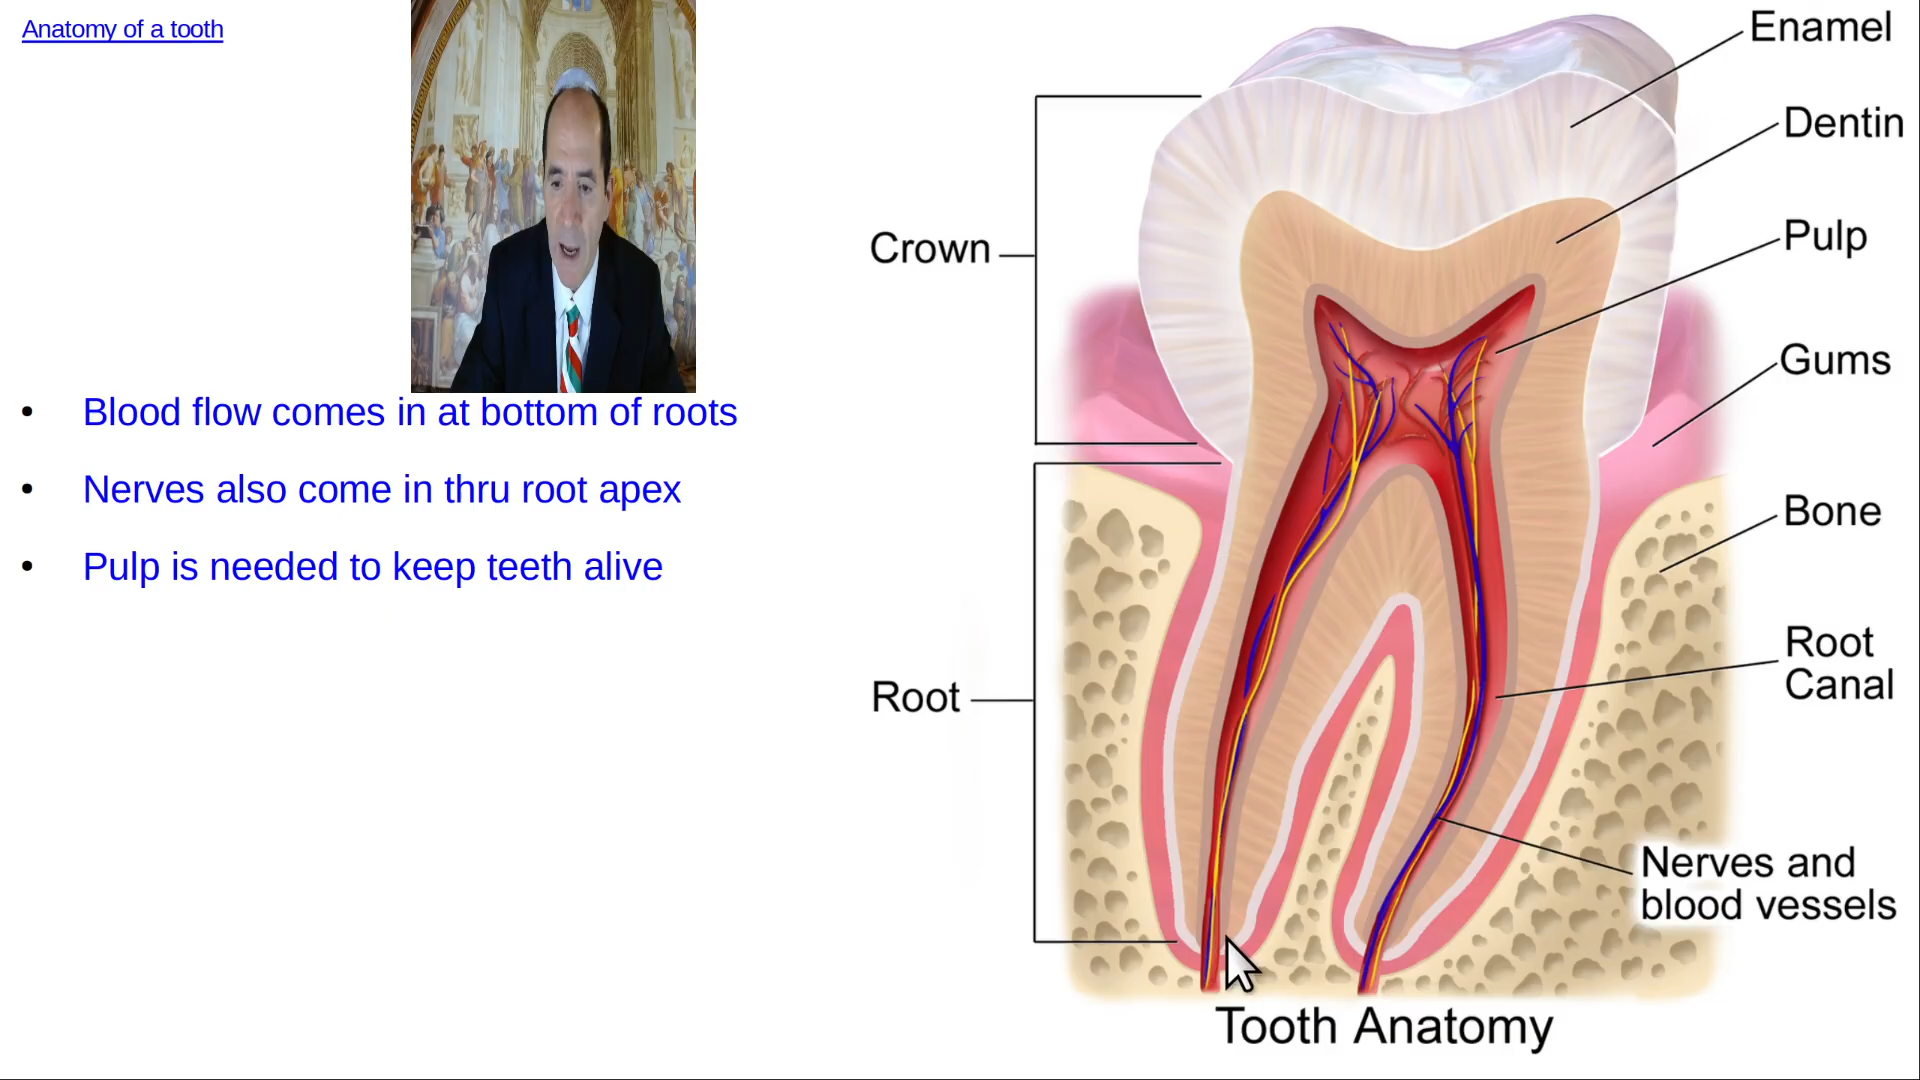 Anatomy of a tooth
• Blood flow comes in at bottom of roots
• Nerves also come in thru root apex
• Pulp is needed to keep teeth alive
Enamel
Dentin
Pulp
Gums
Bone
Root
Canal
Nerves and
blood vessels
Crown
Root
Tooth Anatomy